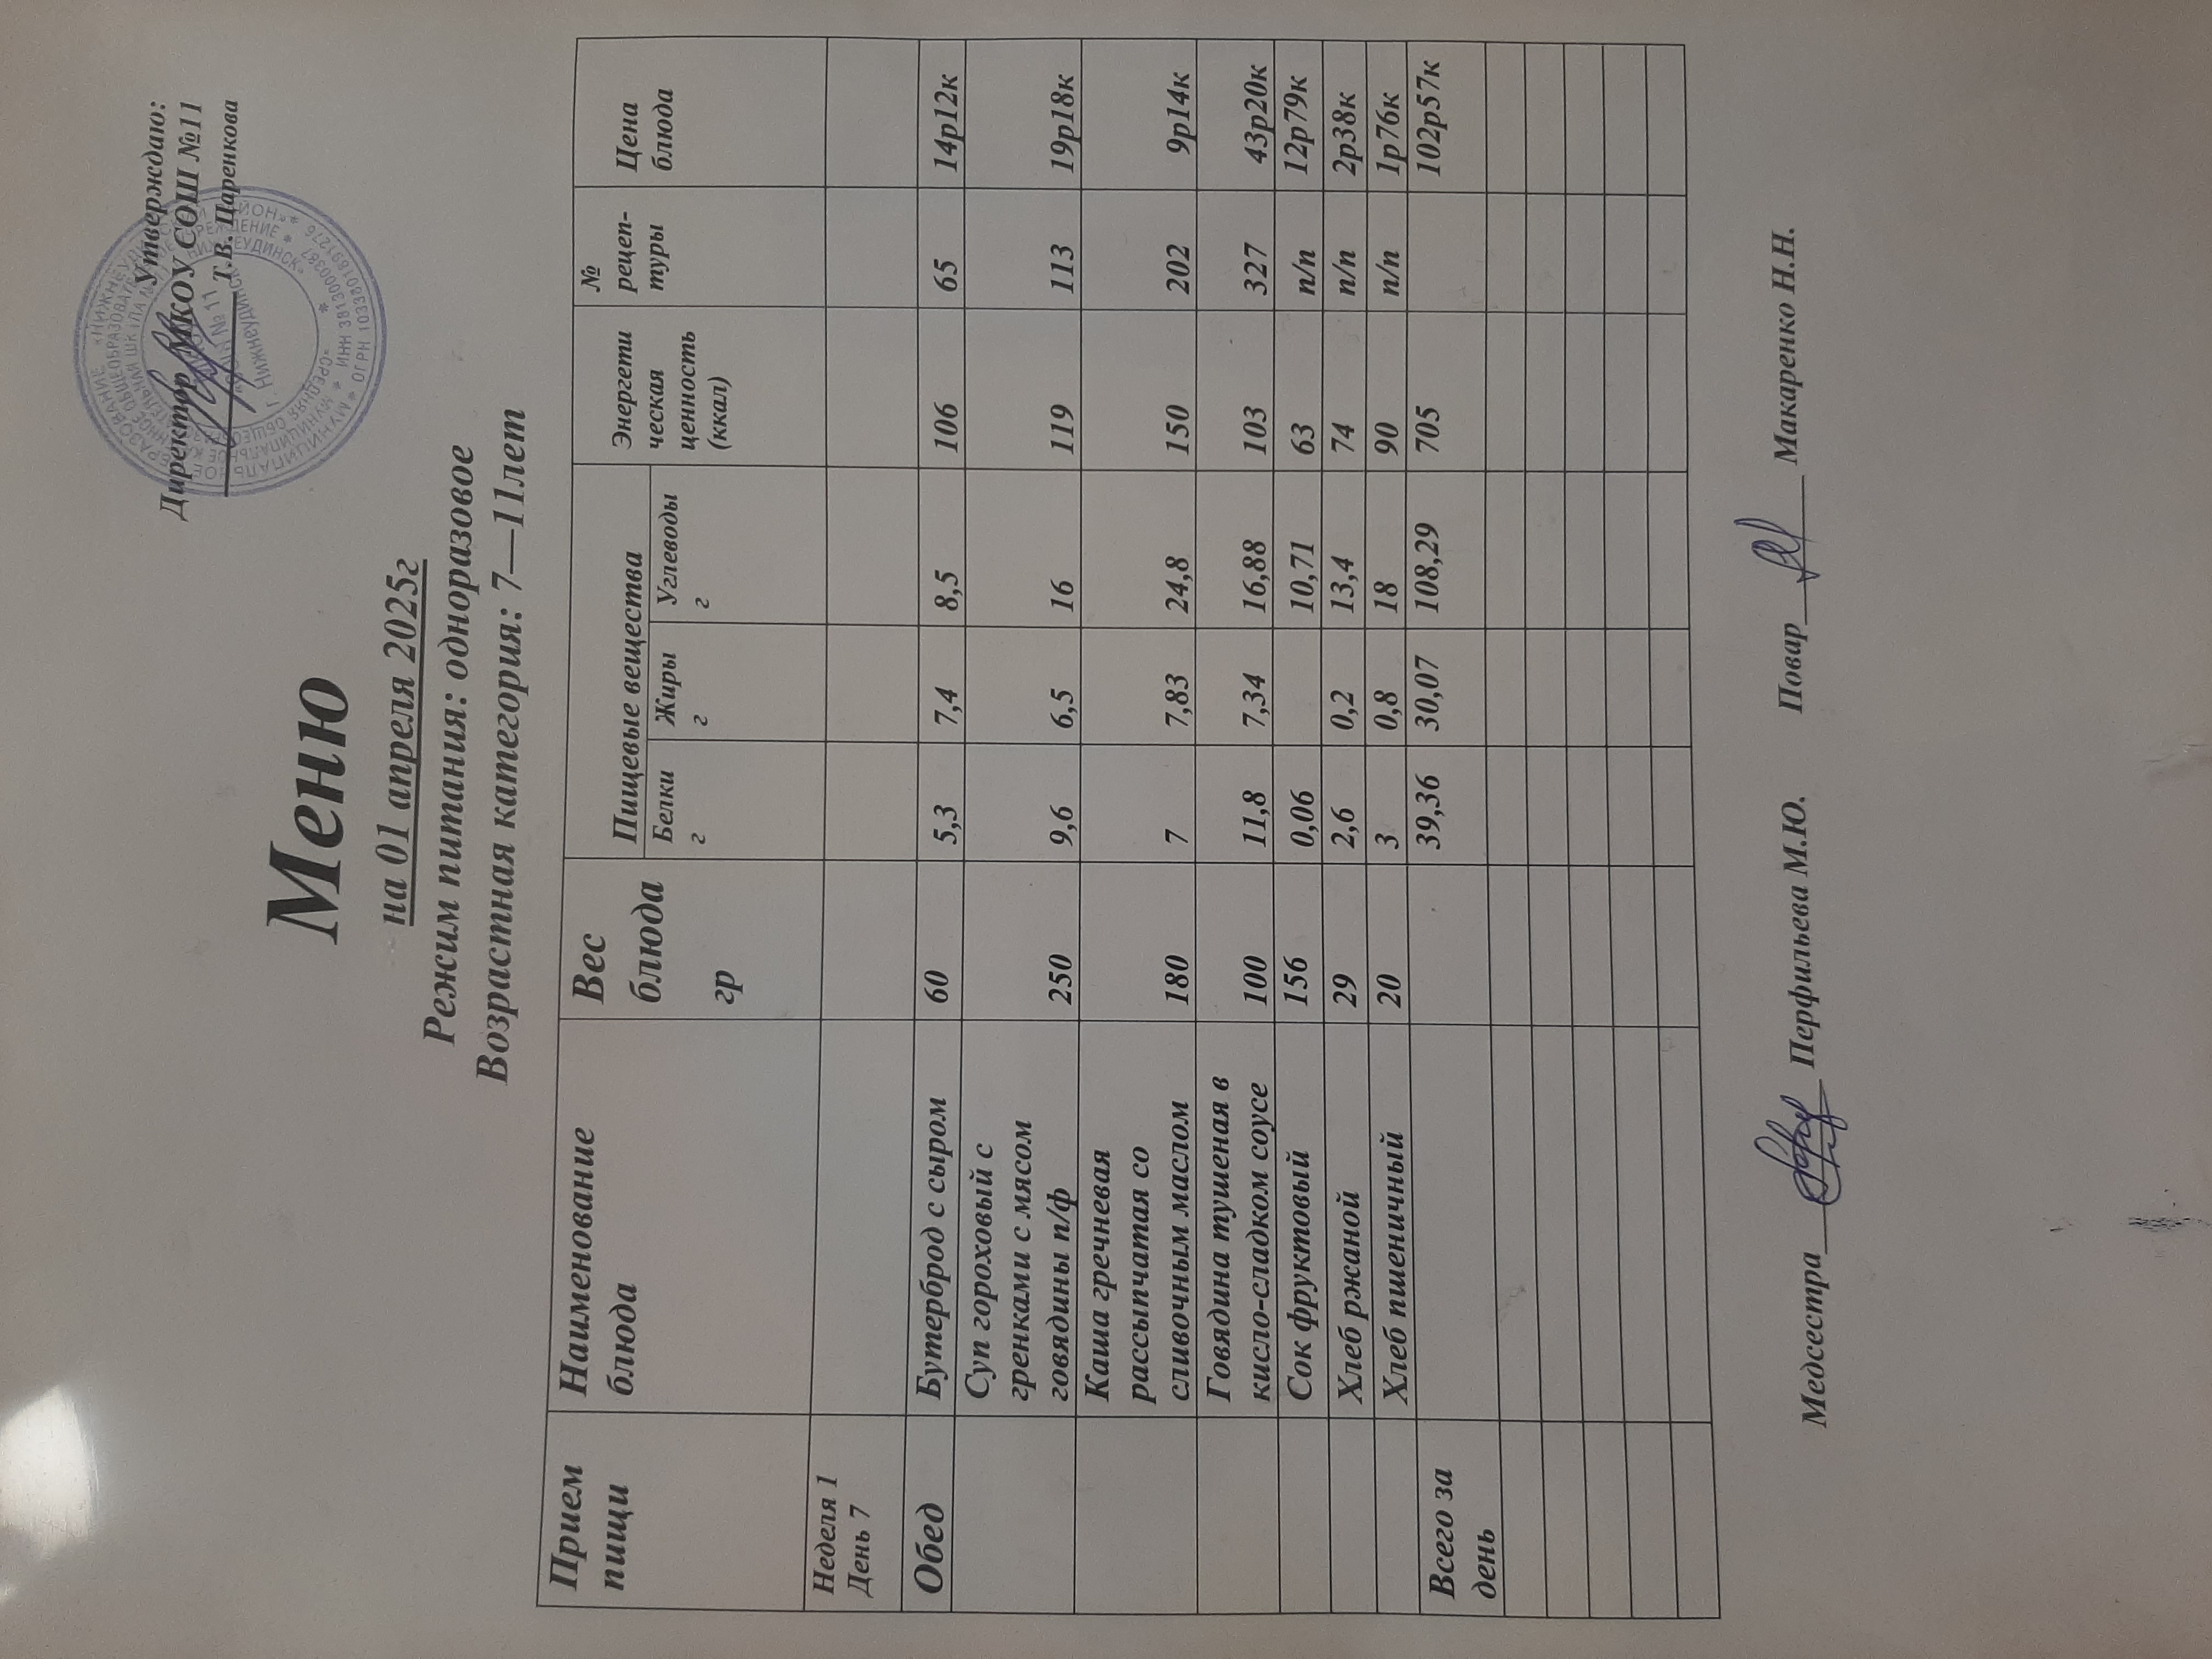 Утверждаю:
Директор МКОУ СОШ №11
Т.В. Царенкова
Меню
на 01 апреля 2025г
Режим питания: одноразовое
Возрастная категория: 7—11лет
Прием пищи Наименование блюда Вес блюда гр Пищевые вещества Энергети ческая ценность (ккал) № рецеп- туры Цена блюда
Белки г Жиры г Углеводы г
Неделя 1
День 7
Обед Бутерброд с сыром 60 5,3 7,4 8,5 106 65 14р12к
Суп гороховый с
гренками с мясом
говядины п/ф 250 9,6 6,5 16 119 113 19р18к
Каша гречневая
рассыпчатая со
сливочным маслом 180 7 7,83 24,8 150 202 9р14к
Говядина тушеная в
кисло-сладком соусе 100 11,8 7,34 16,88 103 327 43р20к
Сок фруктовый 156 0,06 10,71 63 п/п 12р79к
Хлеб ржаной 29 2,6 0,2 13,4 74 п/п 2р38к
Хлеб пшеничный 20 3 0,8 18 90 п/п 1р76к
Всего за
день 39,36 30,07 108,29 705 102р57к
Медсестра Перфильева М.Ю. Повар Макаренко Н.Н.